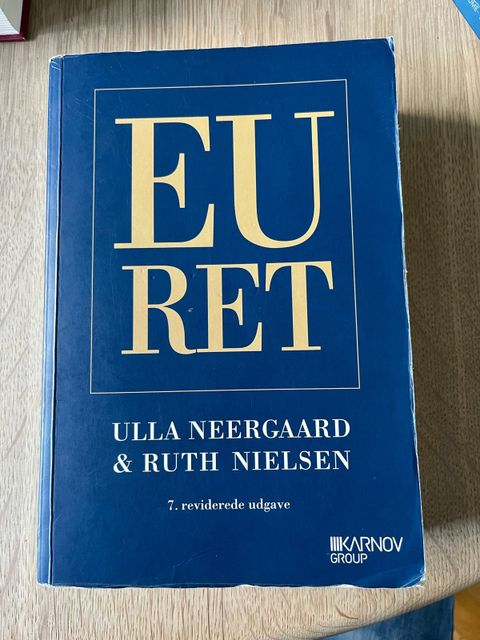 EU
RET
ULLA NEERGAARD
& RUTH NIELSEN
7. reviderede udgave
KARNOV
GROUP